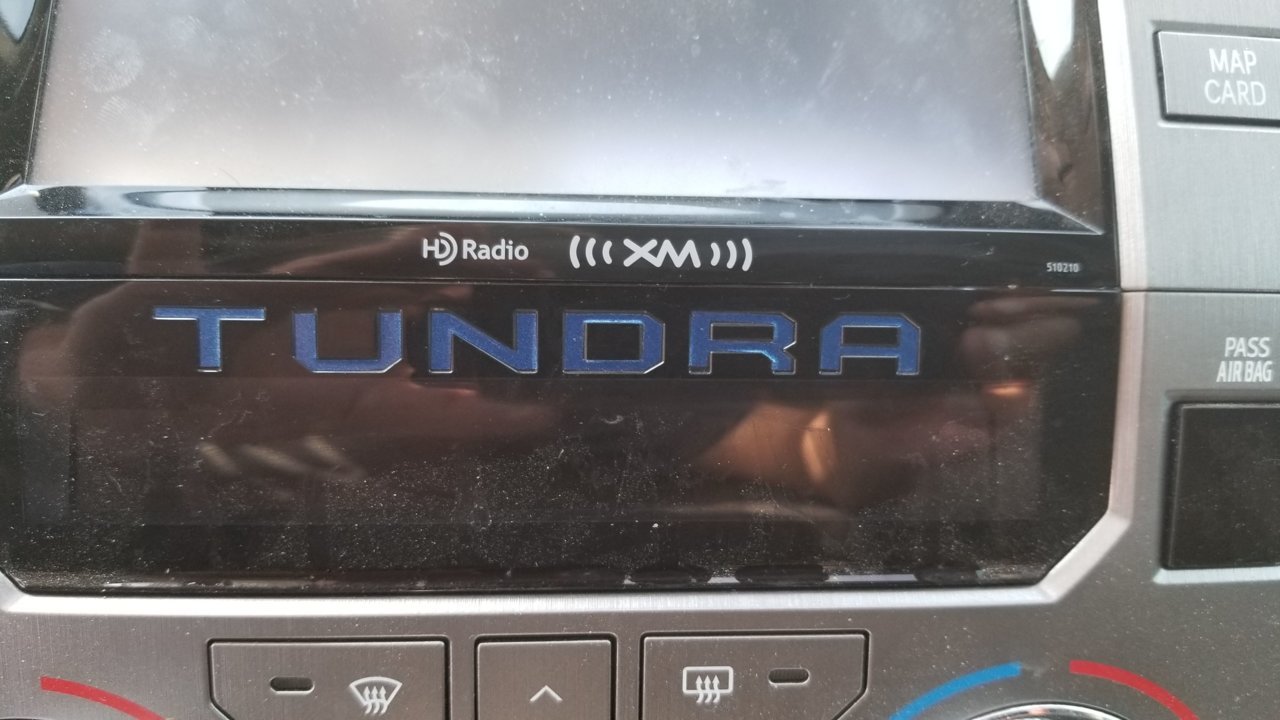 MAP
CARD
HD Radio
((( XM )))
510210
TUNDRA
PASS
AIR BAG